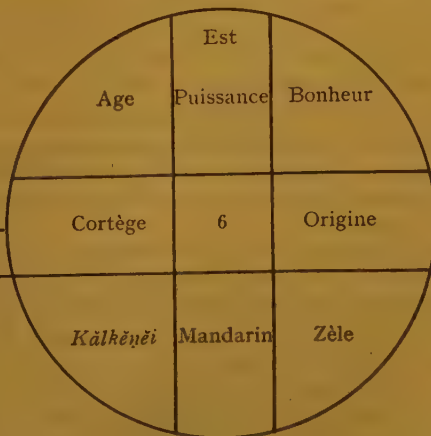 Est
Age Puissance Bonheur
Cortège 6 Origine
Kălkĕṇĕi Mandarin Zèle